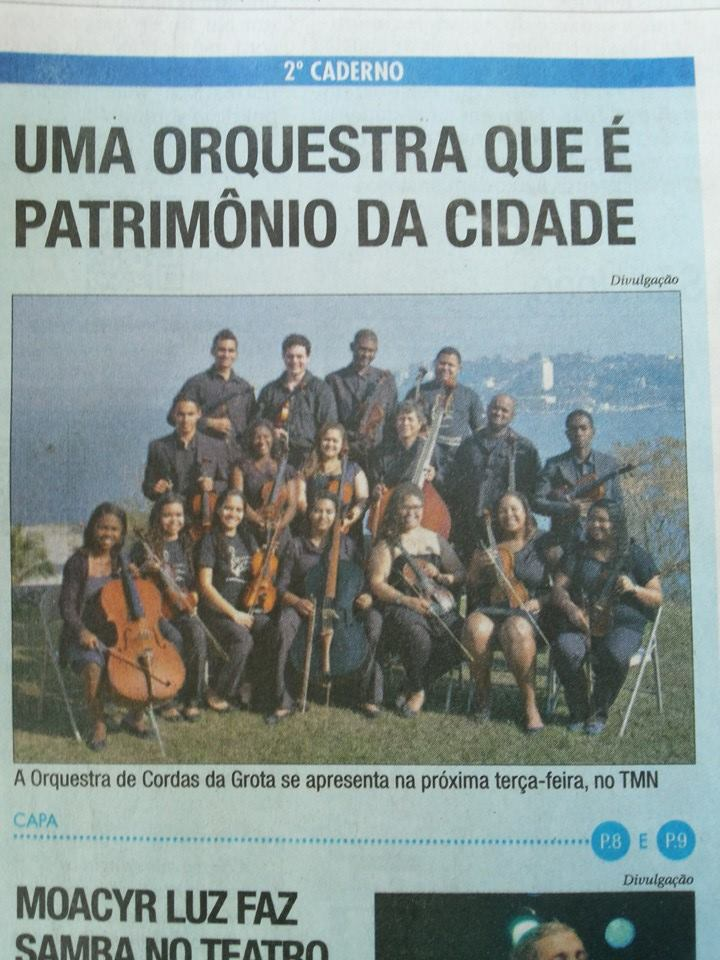 2º CADERNO
UMA ORQUESTRA QUE É
PATRIMÔNIO DA CIDADE
Divulgação
A Orquestra de Cordas da Grota se apresenta na próxima terça-feira, no TMN
CAPA P.8 E P.9
Divulgação
MOACYR LUZ FAZ
SAMBA NO TEATRO